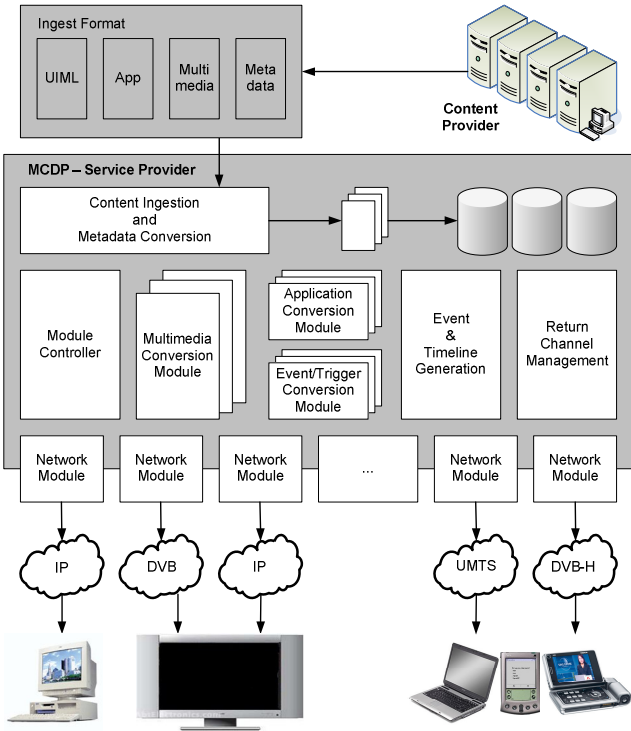 Ingest Format
UIML
App
Multi
media
Meta
data
Content
Provider
MCDP – Service Provider
Content Ingestion
and
Metadata Conversion
Module
Controller
Multimedia
Conversion
Module
Application
Conversion
Module
Event/Trigger
Conversion
Module
Event
&
Timeline
Generation
Return
Channel
Management
Network
Module
Network
Module
Network
Module
...
Network
Module
Network
Module
IP
DVB
IP
UMTS
DVB-H